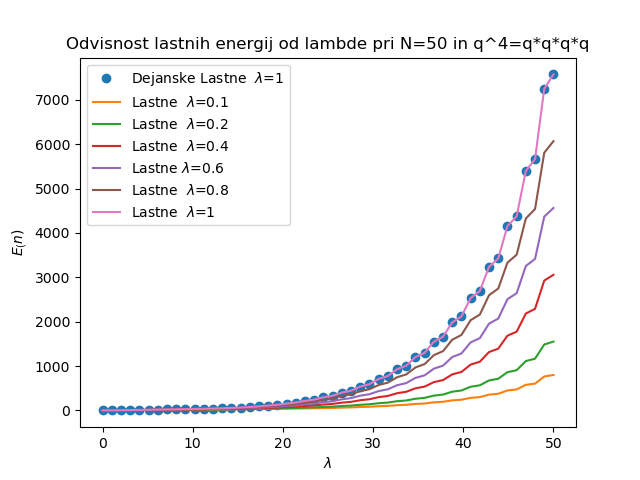 Odvisnost lastnih energij od lambde pri N=50 in q^4=q*q*q*q
Dejanske Lastne λ=1
Lastne λ=0.1
Lastne λ=0.2
Lastne λ=0.4
Lastne λ=0.6
Lastne λ=0.8
Lastne λ=1
E(n)
7000
6000
5000
4000
3000
2000
1000
0
0 10 20 30 40 50
λ